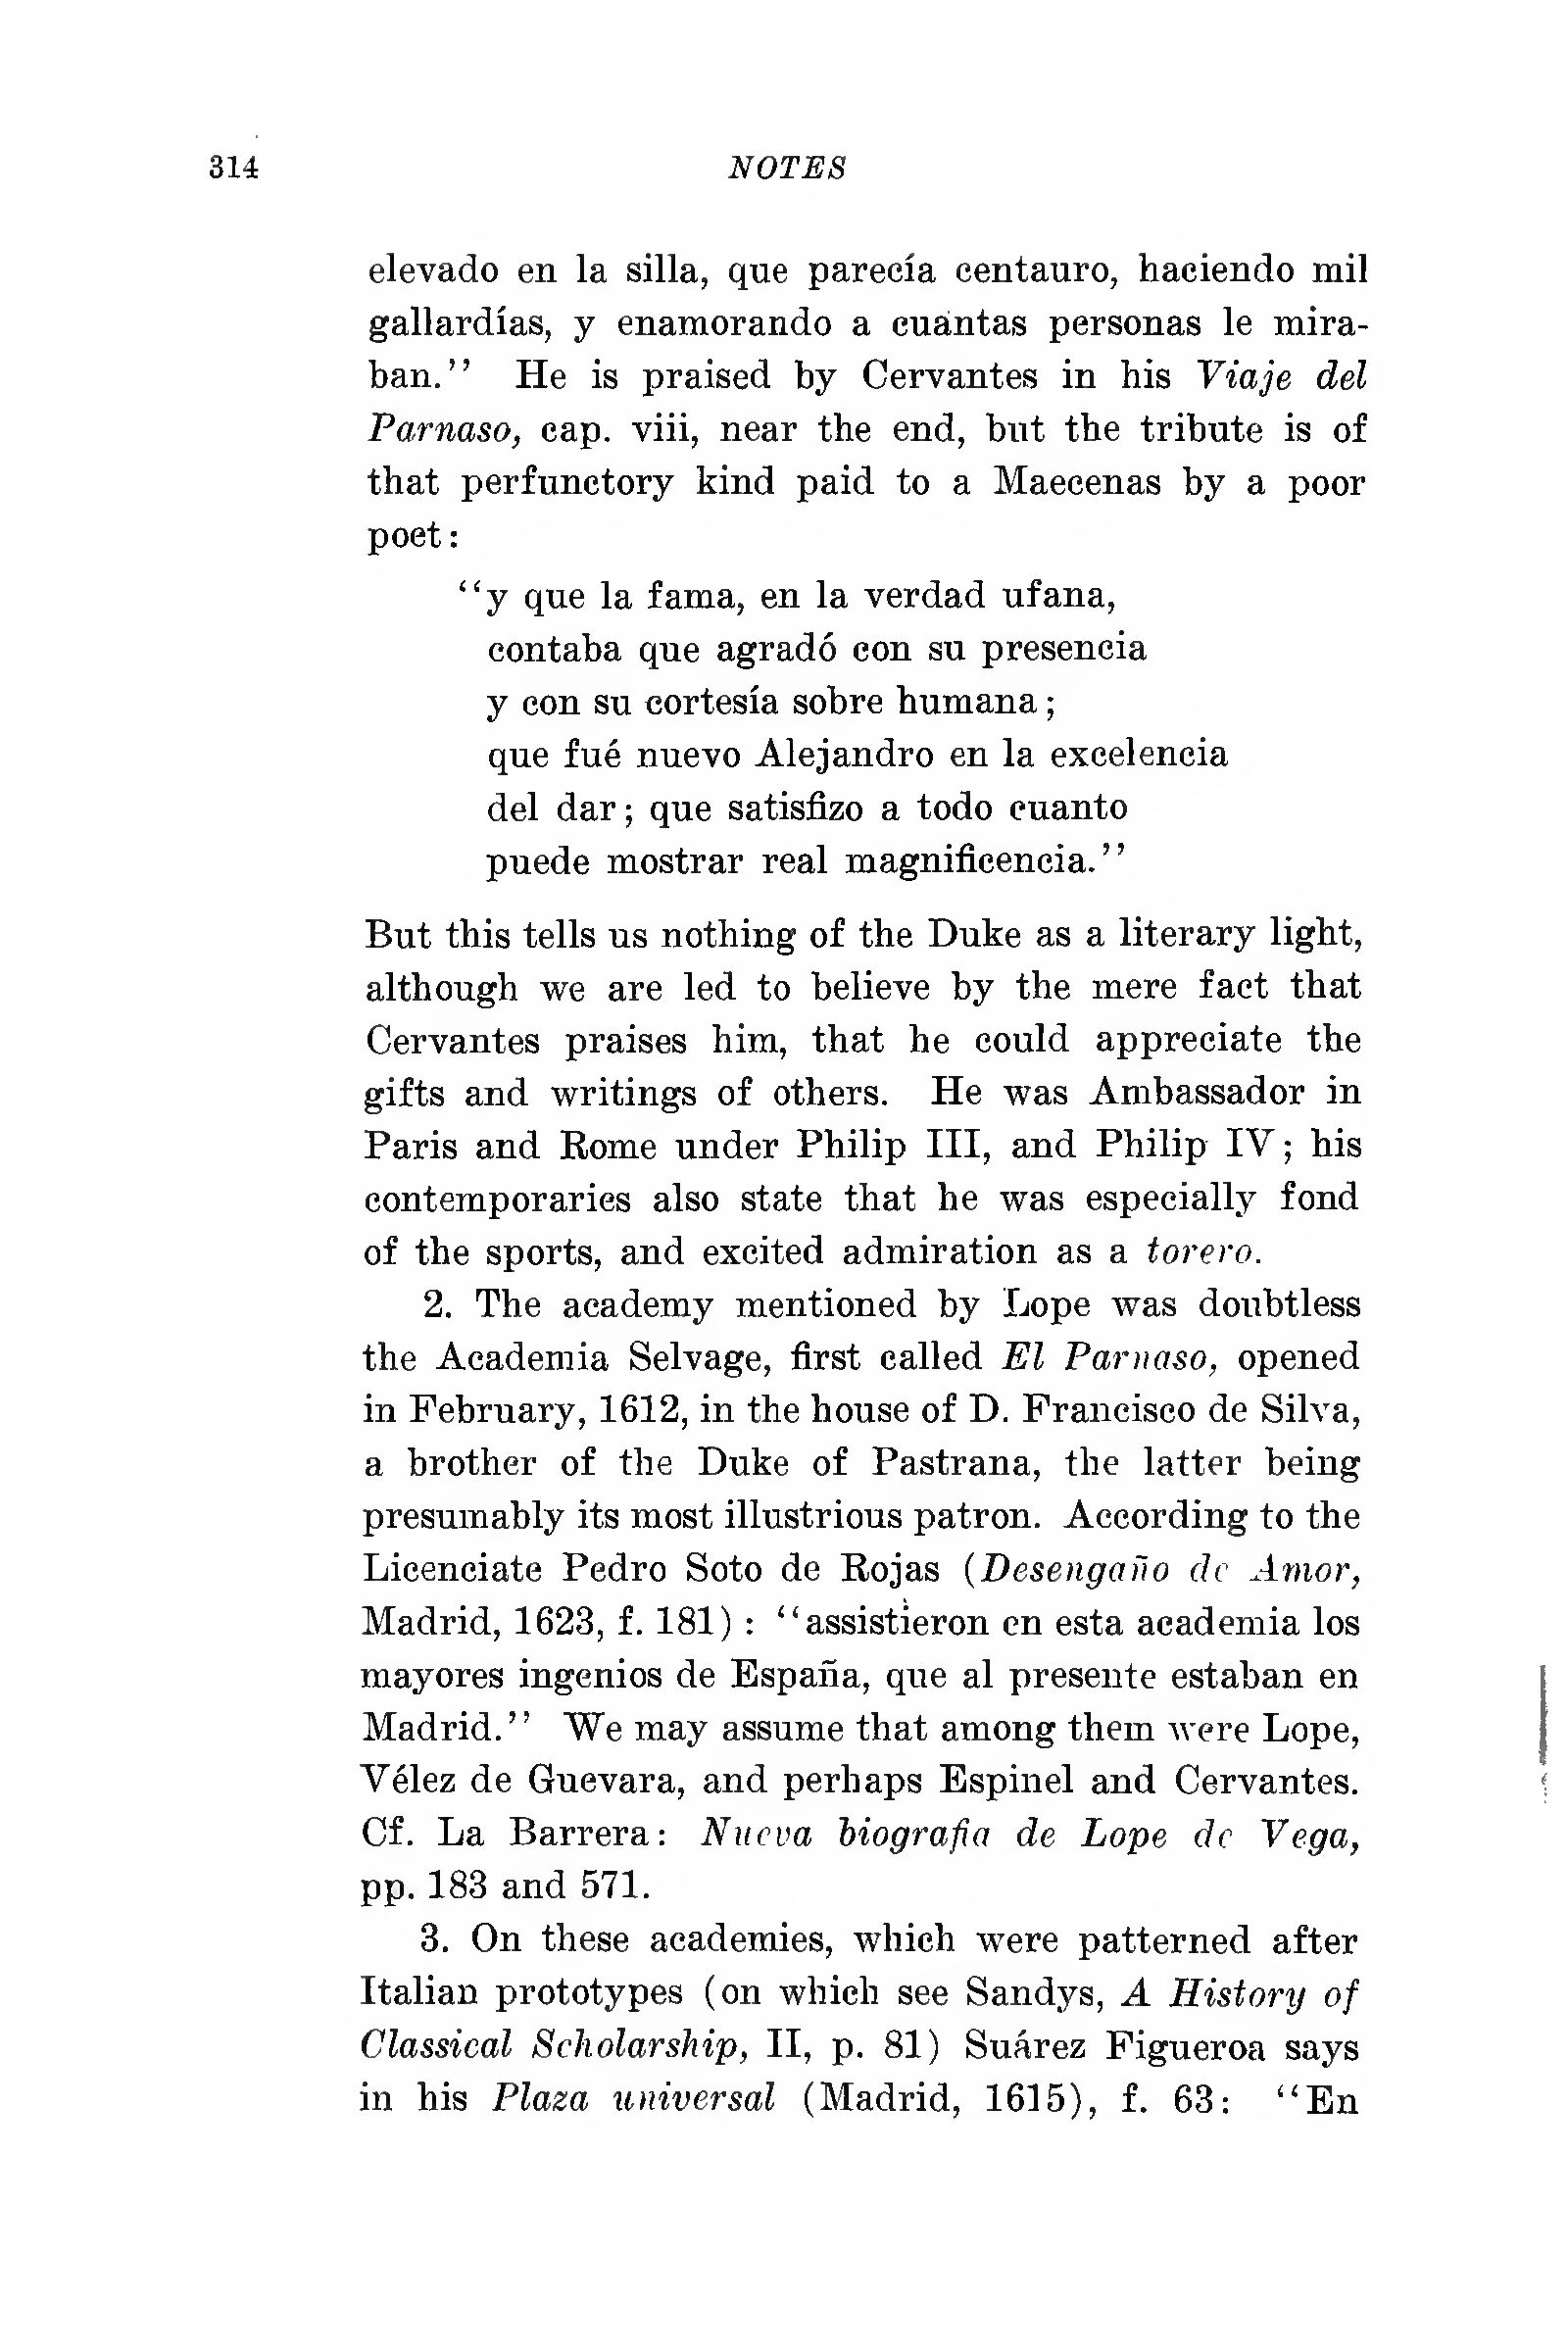 314 NOTES
elevado en la silla, que parecía centauro, haciendo mil
gallardías, y enamorando a cuantas personas le mira-
ban.'' He is praised by Cervantes in his Viaje del
Parnaso, cap. viii, near the end, but the tribute is of
that perfunctory kind paid to a Maecenas by a poor
poet:
‘‘y que la fama, en la verdad ufana,
contaba que agradó con su presencia
y con su cortesía sobre humana;
que fué nuevo Alejandro en la excelencia
del dar; que satisfizo a todo cuanto
puede mostrar real magnificencia.’’
But this tells us nothing of the Duke as a literary light,
although we are led to believe by the mere fact that
Cervantes praises him, that he could appreciate the
gifts and writings of others. He was Ambassador in
Paris and Rome under Philip III, and Philip IV; his
contemporaries also state that he was especially fond
of the sports, and excited admiration as a torero.
2. The academy mentioned by Lope was doubtless
the Academia Selvage, first called El Parnaso, opened
in February, 1612, in the house of D. Francisco de Silva,
a brother of the Duke of Pastrana, the latter being
presumably its most illustrious patron. According to the
Licenciate Pedro Soto de Rojas (Desengaño de Amor,
Madrid, 1623, f. 181): ‘‘assistieron en esta academia los
mayores ingenios de España, que al presente estaban en
Madrid.’’ We may assume that among them were Lope,
Vélez de Guevara, and perhaps Espinel and Cervantes.
Cf. La Barrera: Nueva biografia de Lope de Vega,
pp. 183 and 571.
3. On these academies, which were patterned after
Italian prototypes (on which see Sandys, A History of
Classical Scholarship, II, p. 81) Suárez Figueroa says
in his Plaza universal (Madrid, 1615), f. 63: ‘‘En